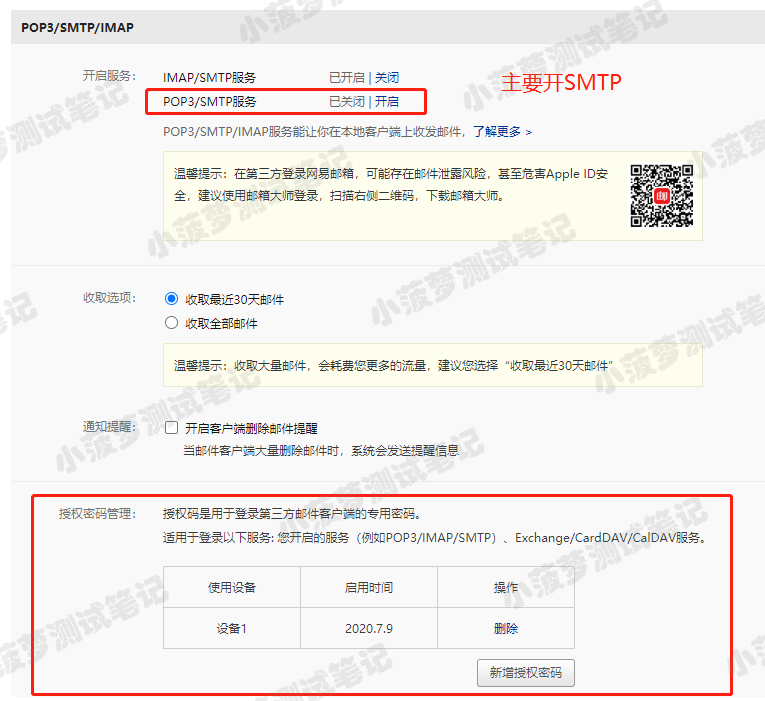 POP3/SMTP/IMAP
开启服务：
IMAP/SMTP服务 已开启 | 关闭
主要开SMTP
POP3/SMTP服务 已关闭 | 开启
POP3/SMTP/IMAP服务能让你在本地客户端上收发邮件，了解更多 >
温馨提示：在第三方登录网易邮箱，可能存在邮件泄露风险，甚至危害Apple ID安
全，建议使用邮箱大师登录，扫描右侧二维码，下载邮箱大师。
收取选项： 收取最近30天邮件
收取全部邮件
温馨提示：收取大量邮件，会耗费您更多的流量，建议您选择“收取最近30天邮件”
通知提醒： 开启客户端删除邮件提醒
当邮件客户端大量删除邮件时，系统会发送提醒信息
授权密码管理： 授权码是用于登录第三方邮件客户端的专用密码。
适用于登录以下服务: 您开启的服务（例如POP3/IMAP/SMTP）、Exchange/CardDAV/CalDAV服务。
使用设备 启用时间 操作
设备1 2020.7.9 删除
新增授权密码
小菠萝测试笔记